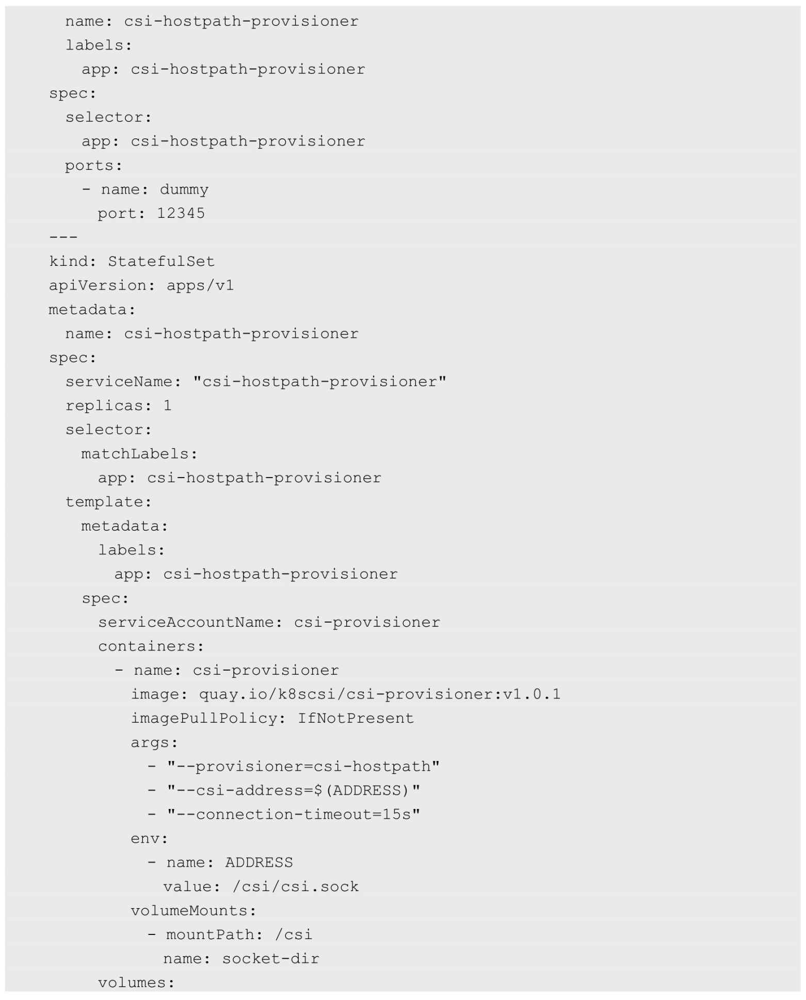 name: csi-hostpath-provisioner
  labels:
    app: csi-hostpath-provisioner
spec:
  selector:
    app: csi-hostpath-provisioner
  ports:
    - name: dummy
      port: 12345
---
kind: StatefulSet
apiVersion: apps/v1
metadata:
  name: csi-hostpath-provisioner
spec:
  serviceName: "csi-hostpath-provisioner"
  replicas: 1
  selector:
    matchLabels:
      app: csi-hostpath-provisioner
  template:
    metadata:
      labels:
        app: csi-hostpath-provisioner
    spec:
      serviceAccountName: csi-provisioner
      containers:
        - name: csi-provisioner
          image: quay.io/k8scsi/csi-provisioner:v1.0.1
          imagePullPolicy: IfNotPresent
          args:
            - "--provisioner=csi-hostpath"
            - "--csi-address=$(ADDRESS)"
            - "--connection-timeout=15s"
          env:
            - name: ADDRESS
              value: /csi/csi.sock
          volumeMounts:
            - mountPath: /csi
              name: socket-dir
      volumes: